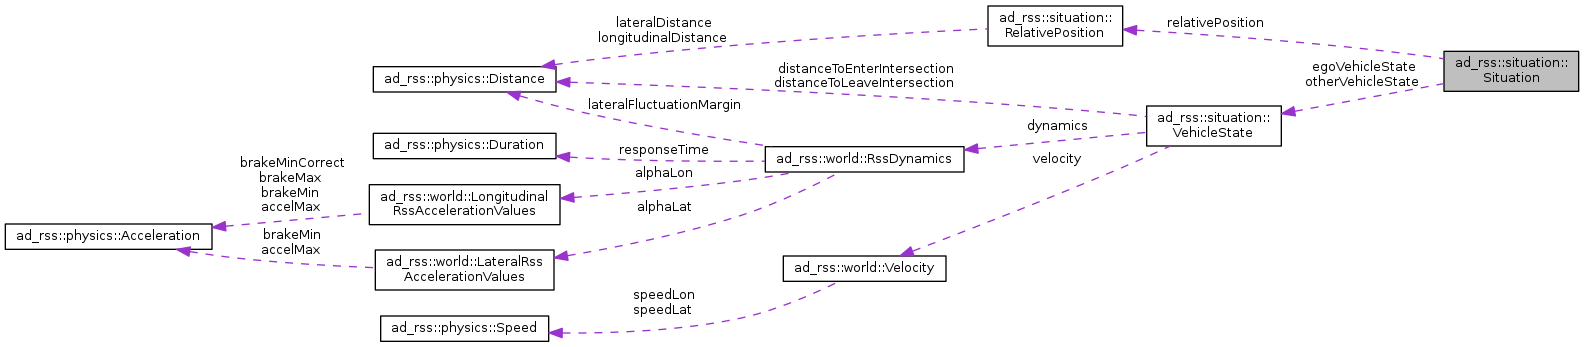 lateralDistance
longitudinalDistance
ad_rss::situation::
RelativePosition
relativePosition
ad_rss::situation::
Situation
ad_rss::physics::Distance
distanceToEnterIntersection
distanceToLeaveIntersection
egoVehicleState
otherVehicleState
lateralFluctuationMargin
ad_rss::situation::
VehicleState
dynamics
ad_rss::physics::Duration
responseTime
ad_rss::world::RssDynamics
velocity
brakeMinCorrect
brakeMax
brakeMin
accelMax
alphaLon
ad_rss::world::Longitudinal
RssAccelerationValues
alphaLat
ad_rss::physics::Acceleration
brakeMin
accelMax
ad_rss::world::LateralRss
AccelerationValues
ad_rss::world::Velocity
speedLon
speedLat
ad_rss::physics::Speed